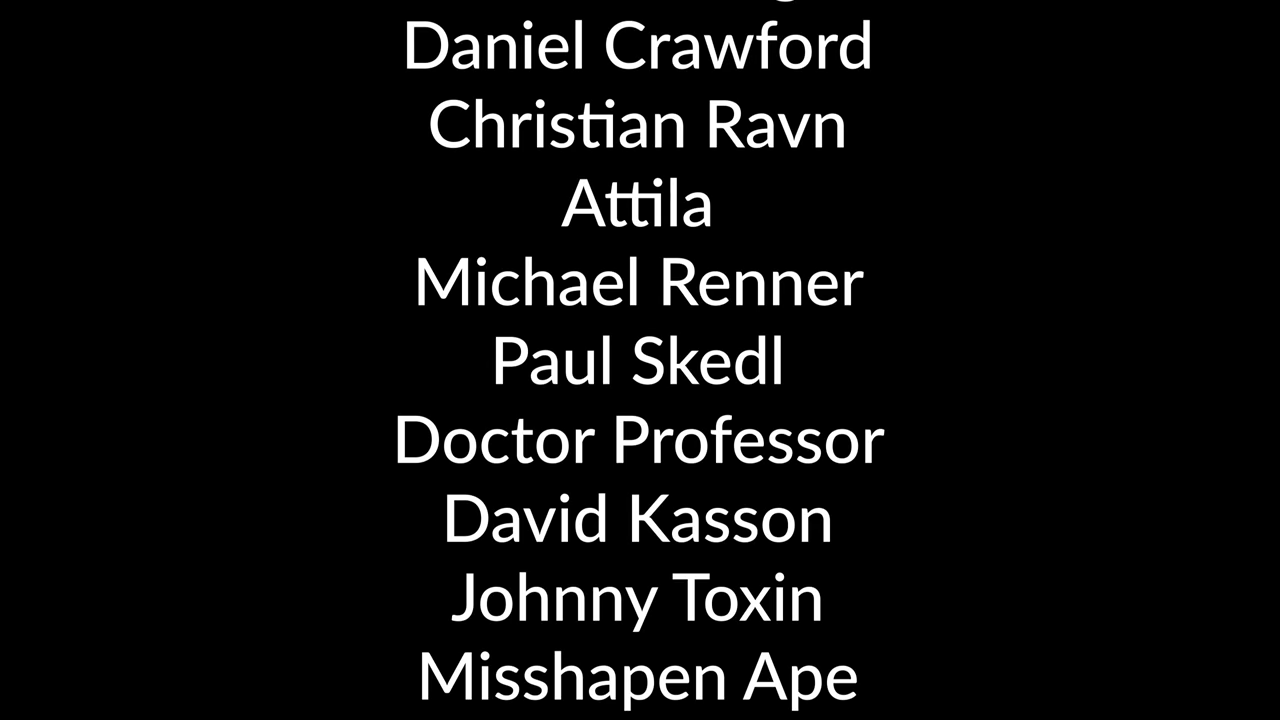 Daniel Crawford
Christian Ravn
Attila
Michael Renner
Paul Skedl
Doctor Professor
David Kasson
Johnny Toxin
Misshapen Ape